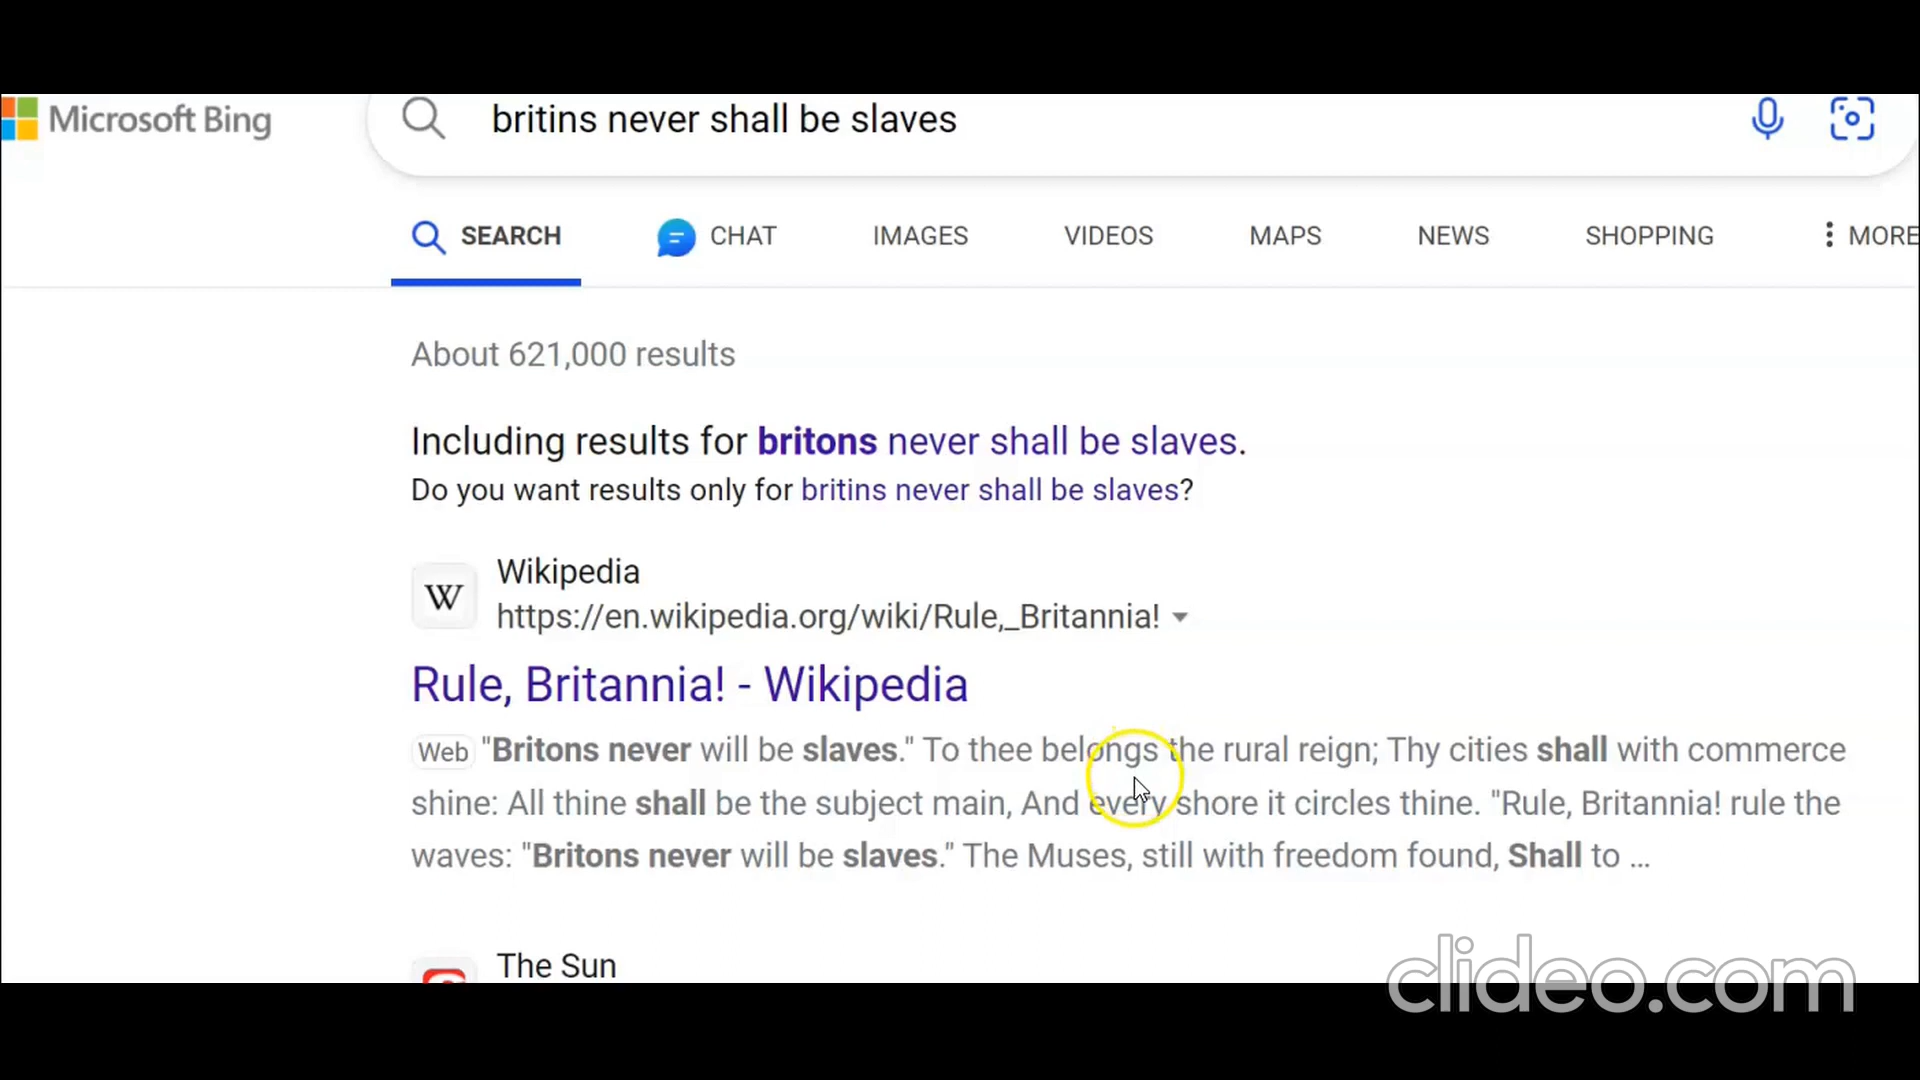 Microsoft Bing
britins never shall be slaves
SEARCH CHAT IMAGES VIDEOS MAPS NEWS SHOPPING MORE
About 621,000 results
Including results for britons never shall be slaves.
Do you want results only for britins never shall be slaves?
W
Wikipedia
https://en.wikipedia.org/wiki/Rule,_Britannia!
Rule, Britannia! - Wikipedia
Web "Britons never will be slaves." To thee belongs the rural reign; Thy cities shall with commerce
shine: All thine shall be the subject main, And every shore it circles thine. "Rule, Britannia! rule the
waves: "Britons never will be slaves." The Muses, still with freedom found, Shall to ...
The Sun
clideo.com